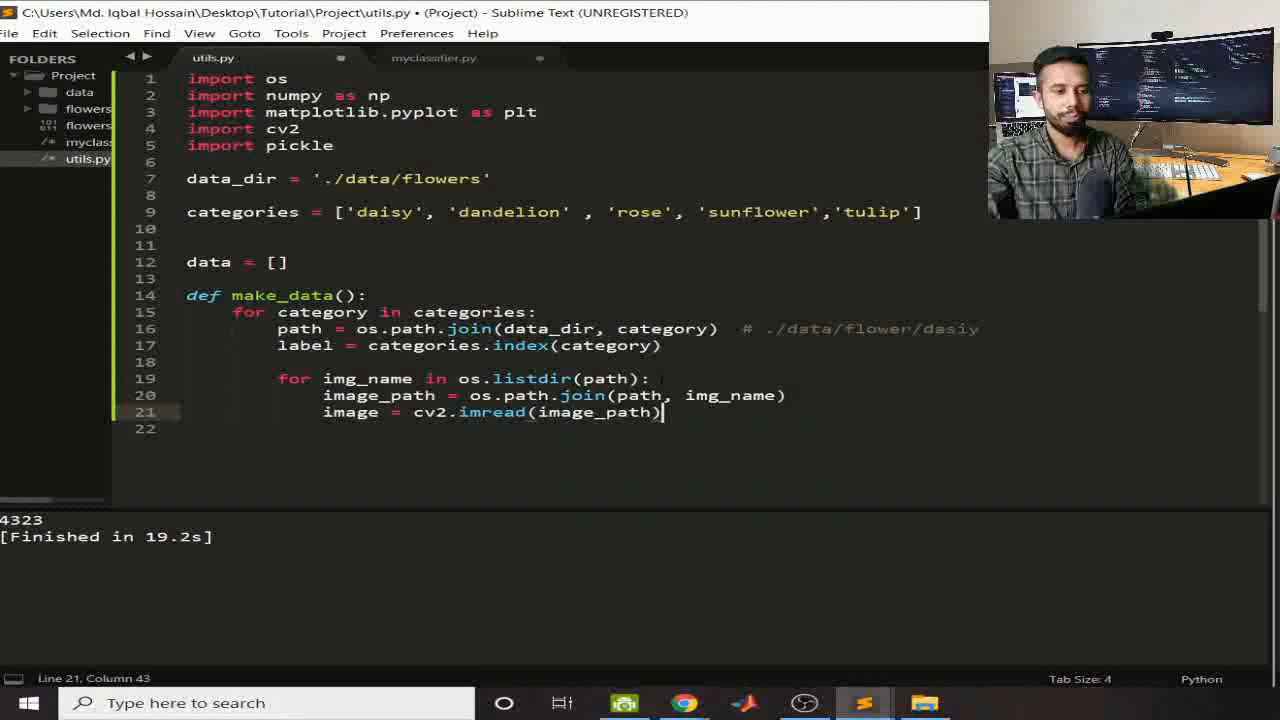 C:\Users\Md. Iqbal Hossain\Desktop\Tutorial\Project\utils.py • (Project) - Sublime Text (UNREGISTERED)
File Edit Selection Find View Goto Tools Project Preferences Help
FOLDERS
Project
data
flowers
flowers
myclass
utils.py
utils.py
myclassifier.py
1 import os
2 import numpy as np
3 import matplotlib.pyplot as plt
4 import cv2
5 import pickle
6
7 data_dir = './data/flowers'
8
9 categories = ['daisy', 'dandelion' , 'rose', 'sunflower','tulip']
10
11
12 data = []
13
14 def make_data():
15 for category in categories:
16 path = os.path.join(data_dir, category) # ./data/flower/dasiy
17 label = categories.index(category)
18
19 for img_name in os.listdir(path):
20 image_path = os.path.join(path, img_name)
21 image = cv2.imread(image_path)
22
4323
[Finished in 19.2s]
Line 21, Column 43
Tab Size: 4
Python
Type here to search